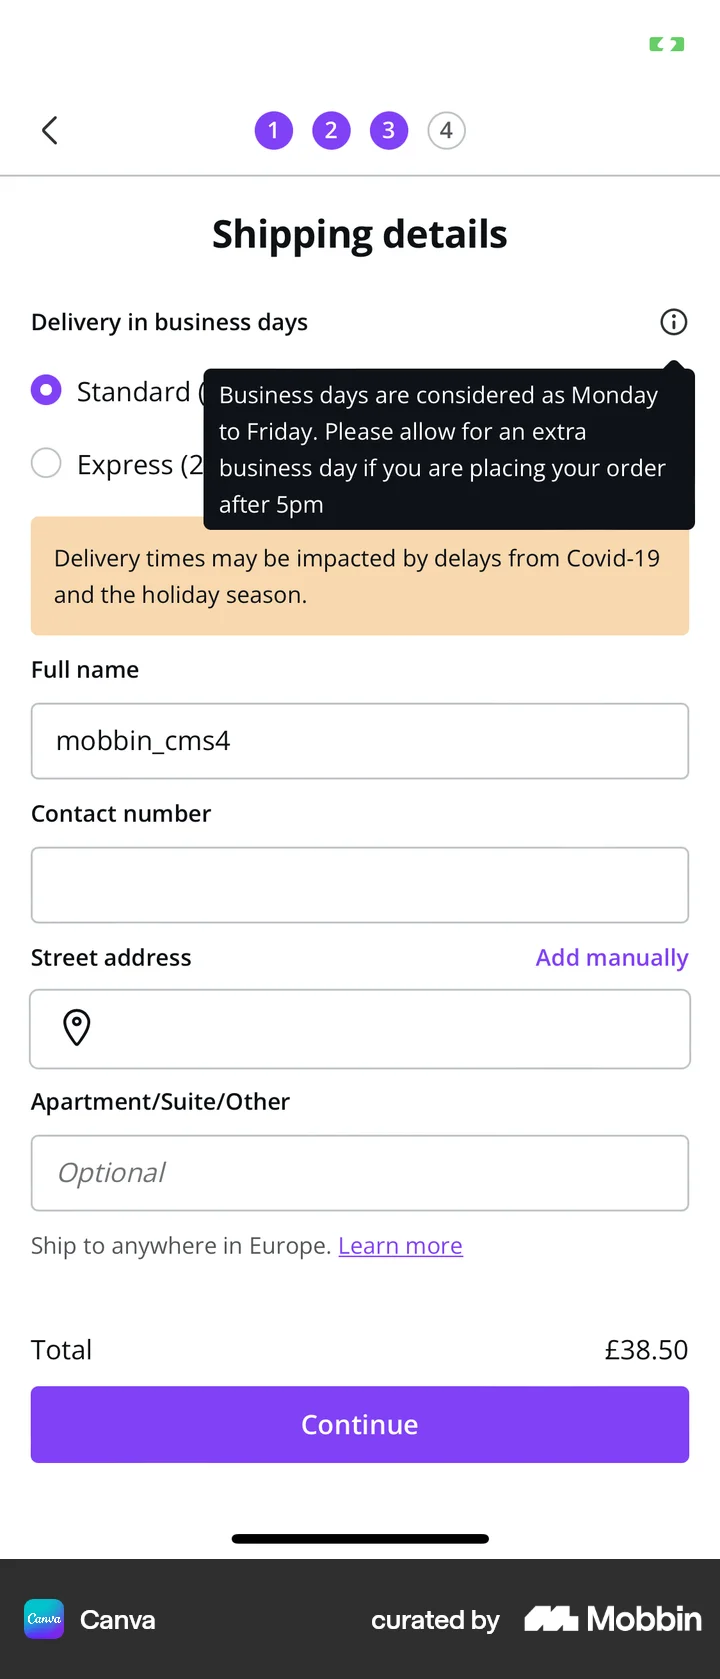 1 2 3 4
Shipping details
Delivery in business days
Standard (
Business days are considered as Monday
to Friday. Please allow for an extra
business day if you are placing your order
after 5pm
Express (2
Delivery times may be impacted by delays from Covid-19
and the holiday season.
Full name
mobbin_cms4
Contact number
Street address Add manually
Apartment/Suite/Other
Optional
Ship to anywhere in Europe. Learn more
Total £38.50
Continue
Canva Canva curated by Mobbin